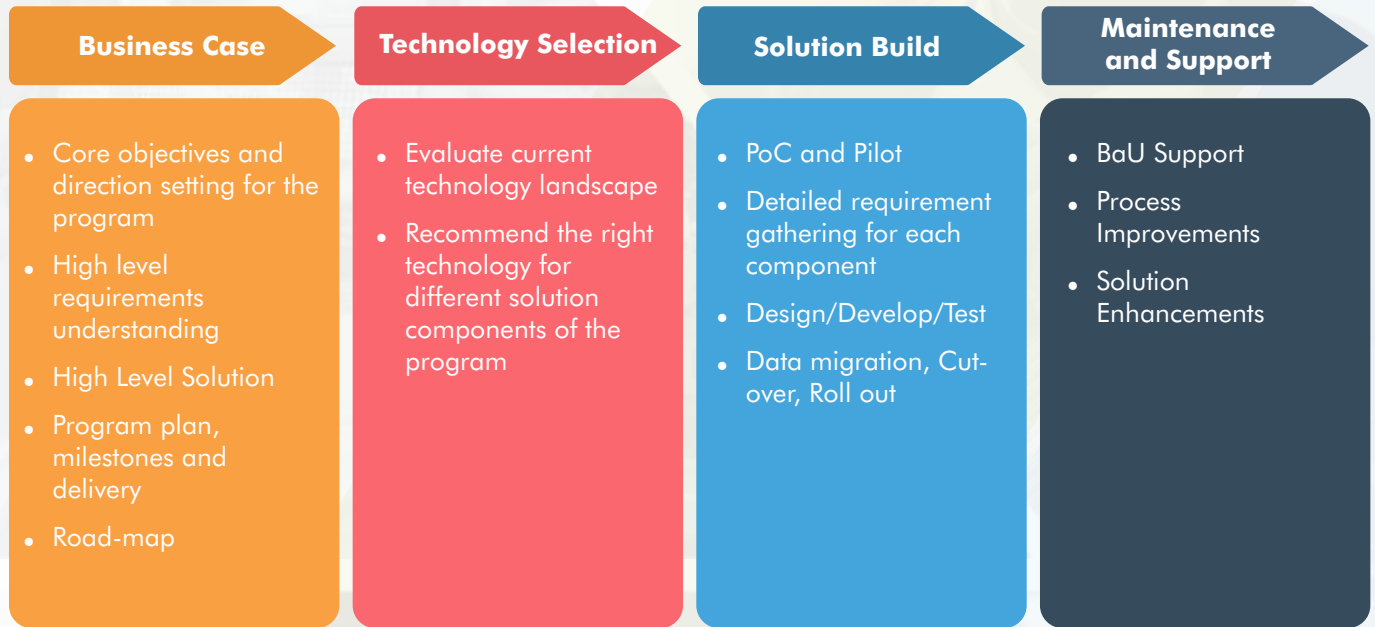 Business Case
Core objectives and
direction setting for the
program
High level
requirements
understanding
High Level Solution
Program plan,
milestones and
delivery
Road-map
Technology Selection
Evaluate current
technology landscape
Recommend the right
technology for
different solution
components of the
program
Solution Build
PoC and Pilot
Detailed requirement
gathering for each
component
Design/Develop/Test
Data migration, Cut-
over, Roll out
Maintenance
and Support
BaU Support
Process
Improvements
Solution
Enhancements